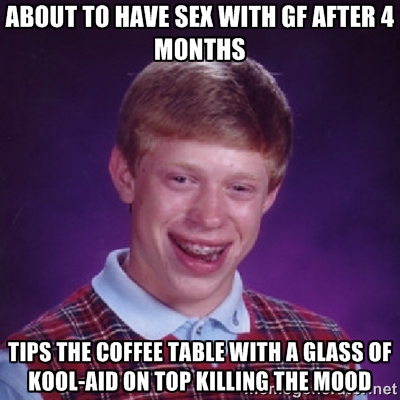 ABOUT TO HAVE SEX WITH GF AFTER 4
MONTHS
TIPS THE COFFEE TABLE WITH A GLASS OF
KOOL-AID ON TOP KILLING THE MOOD